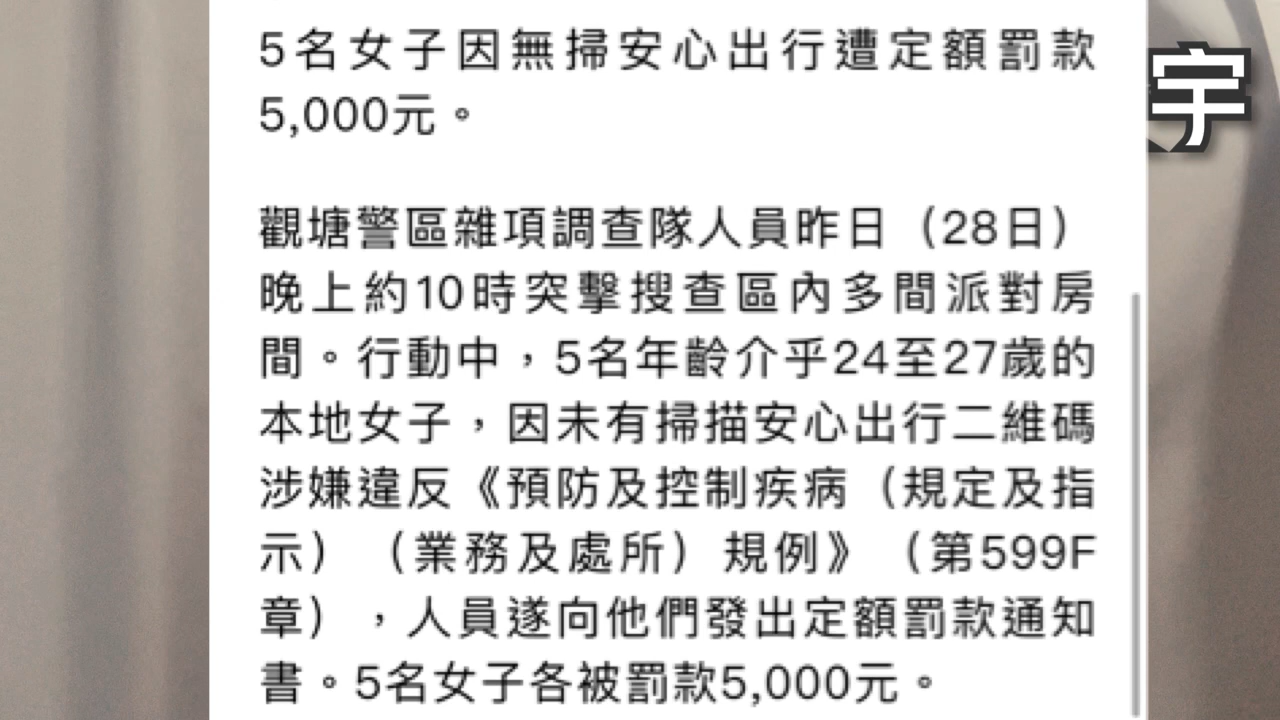 5名女子因無掃安心出行遭定額罰款
5,000元。
宇
觀塘警區雜項調查隊人員昨日（28日）
晚上約10時突擊搜查區內多間派對房
間。行動中，5名年齡介乎24至27歲的
本地女子，因未有掃描安心出行二維碼
涉嫌違反《預防及控制疾病（規定及指
示）（業務及處所）規例》（第599F
章），人員遂向他們發出定額罰款通知
書。5名女子各被罰款5,000元。